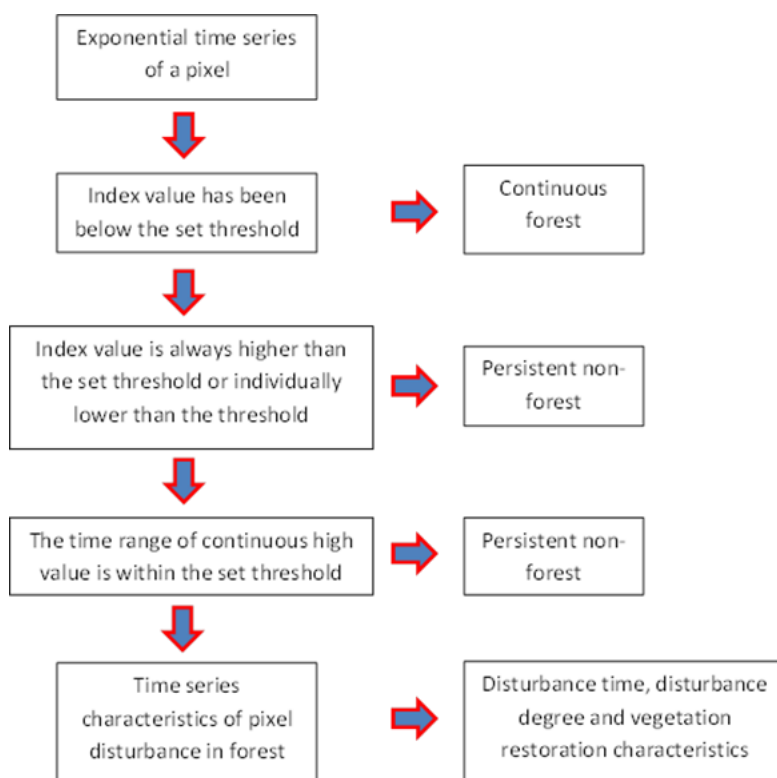 Exponential time series
of a pixel
Index value has been
below the set threshold
Continuous
forest
Index value is always higher than
the set threshold or individually
lower than the threshold
Persistent non-
forest
The time range of continuous high
value is within the set threshold
Persistent non-
forest
Time series
characteristics of pixel
disturbance in forest
Disturbance time, disturbance
degree and vegetation
restoration characteristics